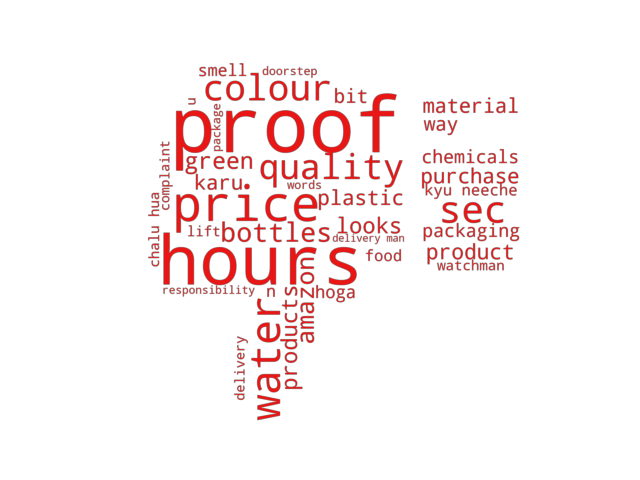 smell doorstep
colour bit
u
package
proof
material
way
green quality
chemicals
complaint
karu words
purchase
kyu neeche
price plastic
sec
chalu hua
lift bottles looks
delivery man
packaging
hours food
product
watchman
responsibility n hoga
amazon
products
water
delivery